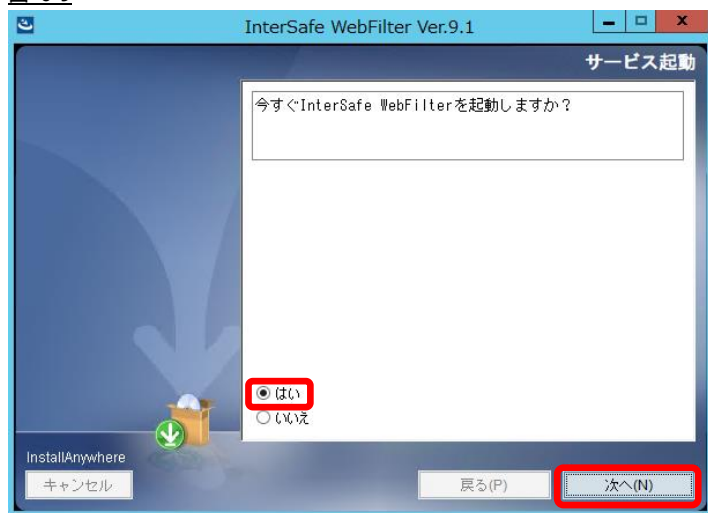 InterSafe WebFilter Ver.9.1
サービス起動
今すぐInterSafe WebFilterを起動しますか？
はい
いいえ
InstallAnywhere
キャンセル
戻る(P)
次へ(N)